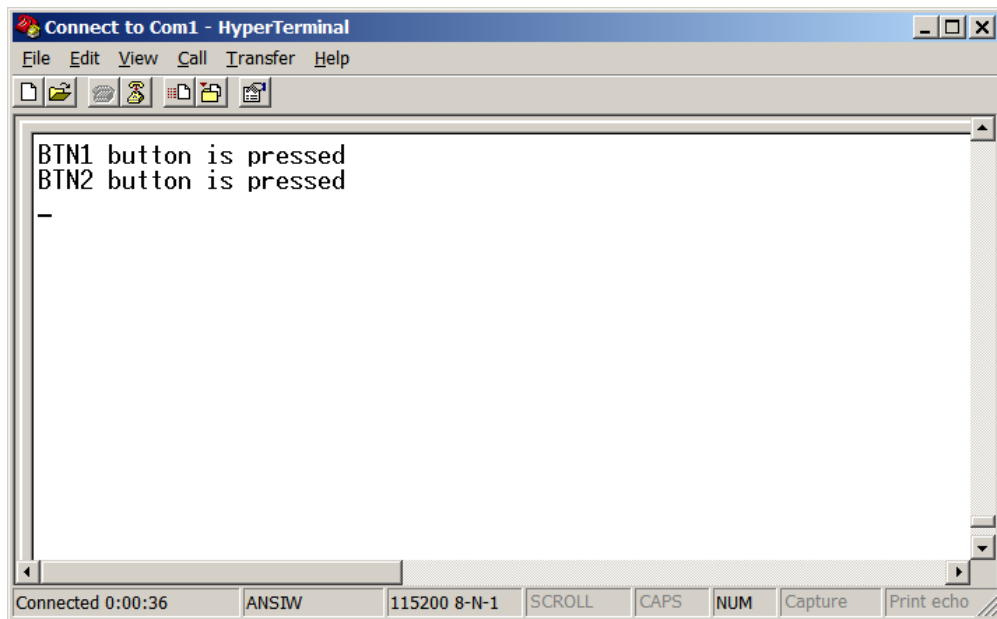 Connect to Com1 - HyperTerminal
File Edit View Call Transfer Help
BTN1 button is pressed
BTN2 button is pressed
_
Connected 0:00:36 ANSIW 115200 8-N-1 SCROLL CAPS NUM Capture Print echo